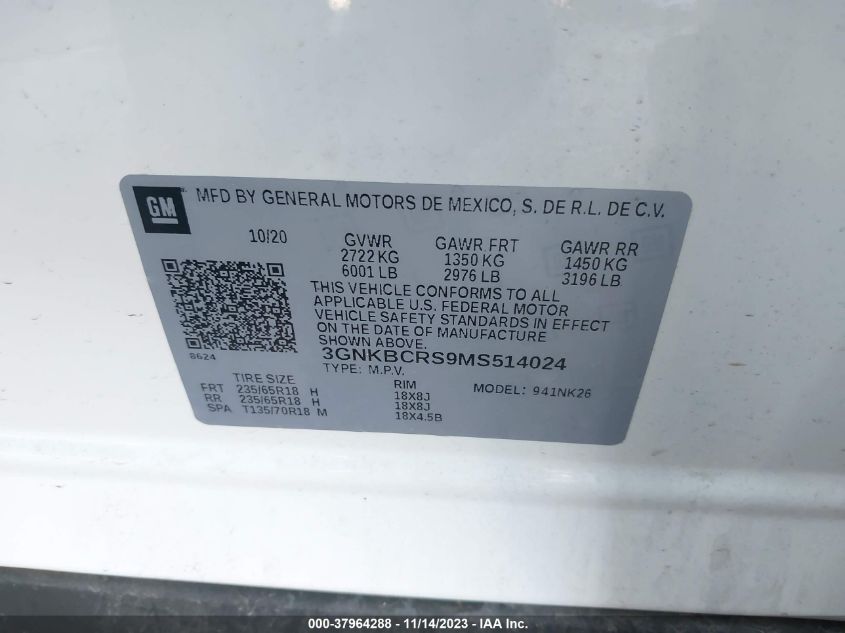 GM MFD BY GENERAL MOTORS DE MEXICO, S. DE R.L. DE C.V.
10/20 GVWR GAWR FRT GAWR RR
2722 KG 1350 KG 1450 KG
6001 LB 2976 LB 3196 LB
THIS VEHICLE CONFORMS TO ALL
APPLICABLE U.S. FEDERAL MOTOR
VEHICLE SAFETY STANDARDS IN EFFECT
ON THE DATE OF MANUFACTURE
SHOWN ABOVE.
8624 3GNKBCRS9MS514024
TYPE: M.P.V.
TIRE SIZE RIM MODEL: 941NK26
FRT 235/65R18 H 18X8J
RR 235/65R18 H 18X8J
SPA T135/70R18 M 18X4.5B
000-37964288 - 11/14/2023 - IAA Inc.